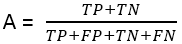 A = TP+TN / TP+FP+TN+FN